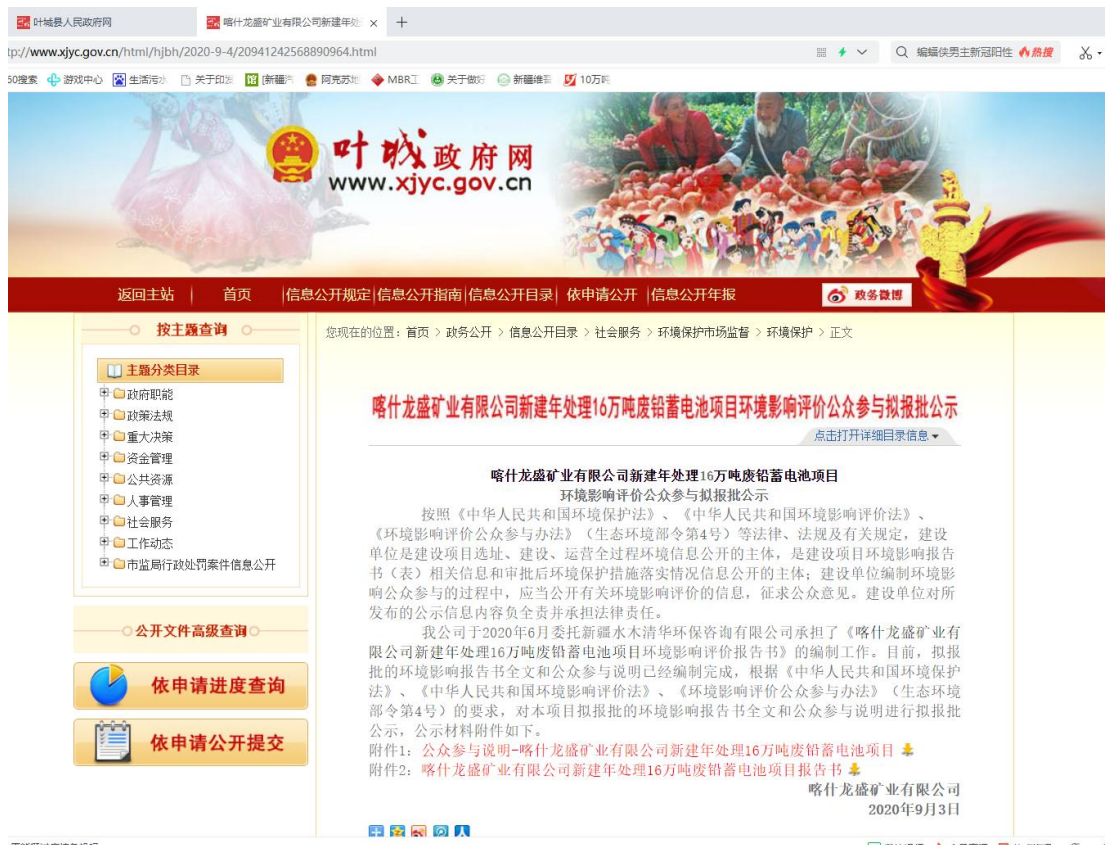 叶城县人民政府网
喀什龙盛矿业有限公司新建年处
tp://www.xjyc.gov.cn/html/hjbh/2020-9-4/20941242568890964.html
蝙蝠侠男主新冠阳性 热搜
游戏中心 生活污水 关于印发 [新疆 阿克苏地 MBR工 关于做好 新疆维 10万吨
叶城政府网
www.xjyc.gov.cn
返回主站 首页 |信息公开规定|信息公开指南|信息公开目录| 依申请公开 |信息公开年报
政务微博
按主题查询
主题分类目录
政府职能
政策法规
重大决策
资金管理
公共资源
人事管理
社会服务
工作动态
市监局行政处罚案件信息公开
公开文件高级查询
依申请进度查询
依申请公开提交
您现在的位置：首页 > 政务公开 > 信息公开目录 > 社会服务 > 环境保护市场监督 > 环境保护 > 正文
喀什龙盛矿业有限公司新建年处理16万吨废铅蓄电池项目环境影响评价公众参与拟报批公示
点击打开详细目录信息
喀什龙盛矿业有限公司新建年处理16万吨废铅蓄电池项目
环境影响评价公众参与拟报批公示
按照《中华人民共和国环境保护法》、《中华人民共和国环境影响评价法》、
《环境影响评价公众参与办法》（生态环境部令第4号）等法律、法规及有关规定，建设
单位是建设项目选址、建设、运营全过程环境信息公开的主体，是建设项目环境影响报告
书（表）相关信息和审批后环境保护措施落实情况信息公开的主体；建设单位编制环境影
响公众参与的过程中，应当公开有关环境影响评价的信息，征求公众意见。建设单位对所
发布的公示信息内容负全责并承担法律责任。
我公司于2020年6月委托新疆水木清华环保咨询有限公司承担了《喀什龙盛矿业有
限公司新建年处理16万吨废铅蓄电池项目环境影响评价报告书》的编制工作。目前，拟报
批的环境影响报告书全文和公众参与说明已经编制完成，根据《中华人民共和国环境保护
法》、《中华人民共和国环境影响评价法》、《环境影响评价公众参与办法》（生态环境
部令第4号）的要求，对本项目拟报批的环境影响报告书全文和公众参与说明进行拟报批
公示，公示材料附件如下。
附件1：公众参与说明-喀什龙盛矿业有限公司新建年处理16万吨废铅蓄电池项目
附件2：喀什龙盛矿业有限公司新建年处理16万吨废铅蓄电池项目报告书
喀什龙盛矿业有限公司
2020年9月3日